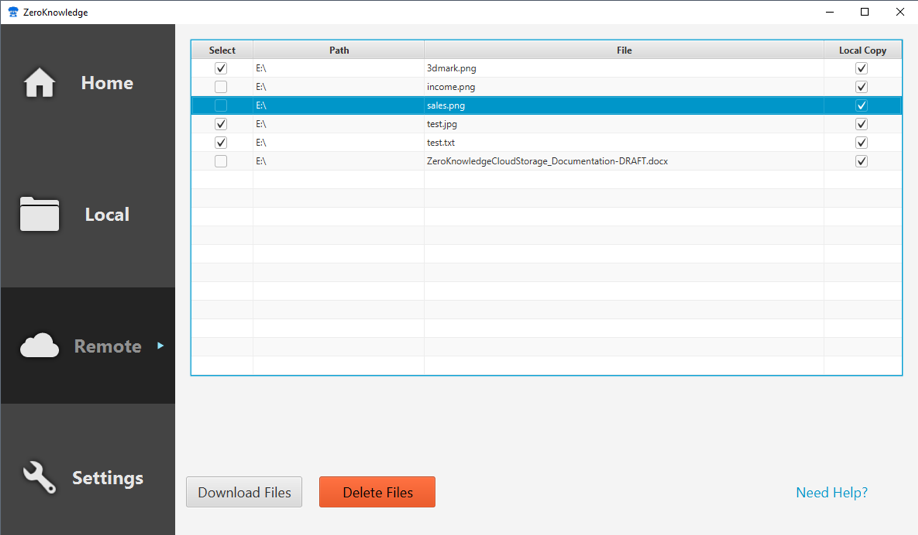 ZeroKnowledge
Home
Local
Remote
Settings
Select Path File Local Copy
E:\ 3dmark.png
E:\ income.png
E:\ sales.png
E:\ test.jpg
E:\ test.txt
E:\ ZeroKnowledgeCloudStorage_Documentation-DRAFT.docx
Download Files Delete Files Need Help?